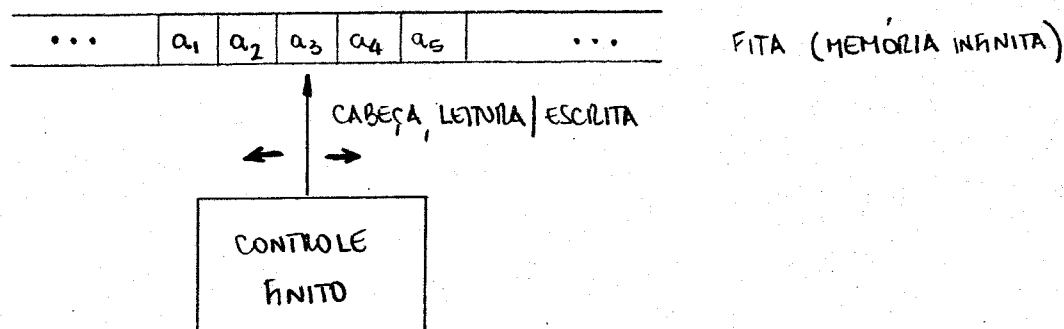 ... a₁ a₂ a₃ a₄ a₅ ... FITA (MEMÓRIA INFINITA)
CABEÇA, LEITURA/ESCRITA
CONTROLE
FINITO